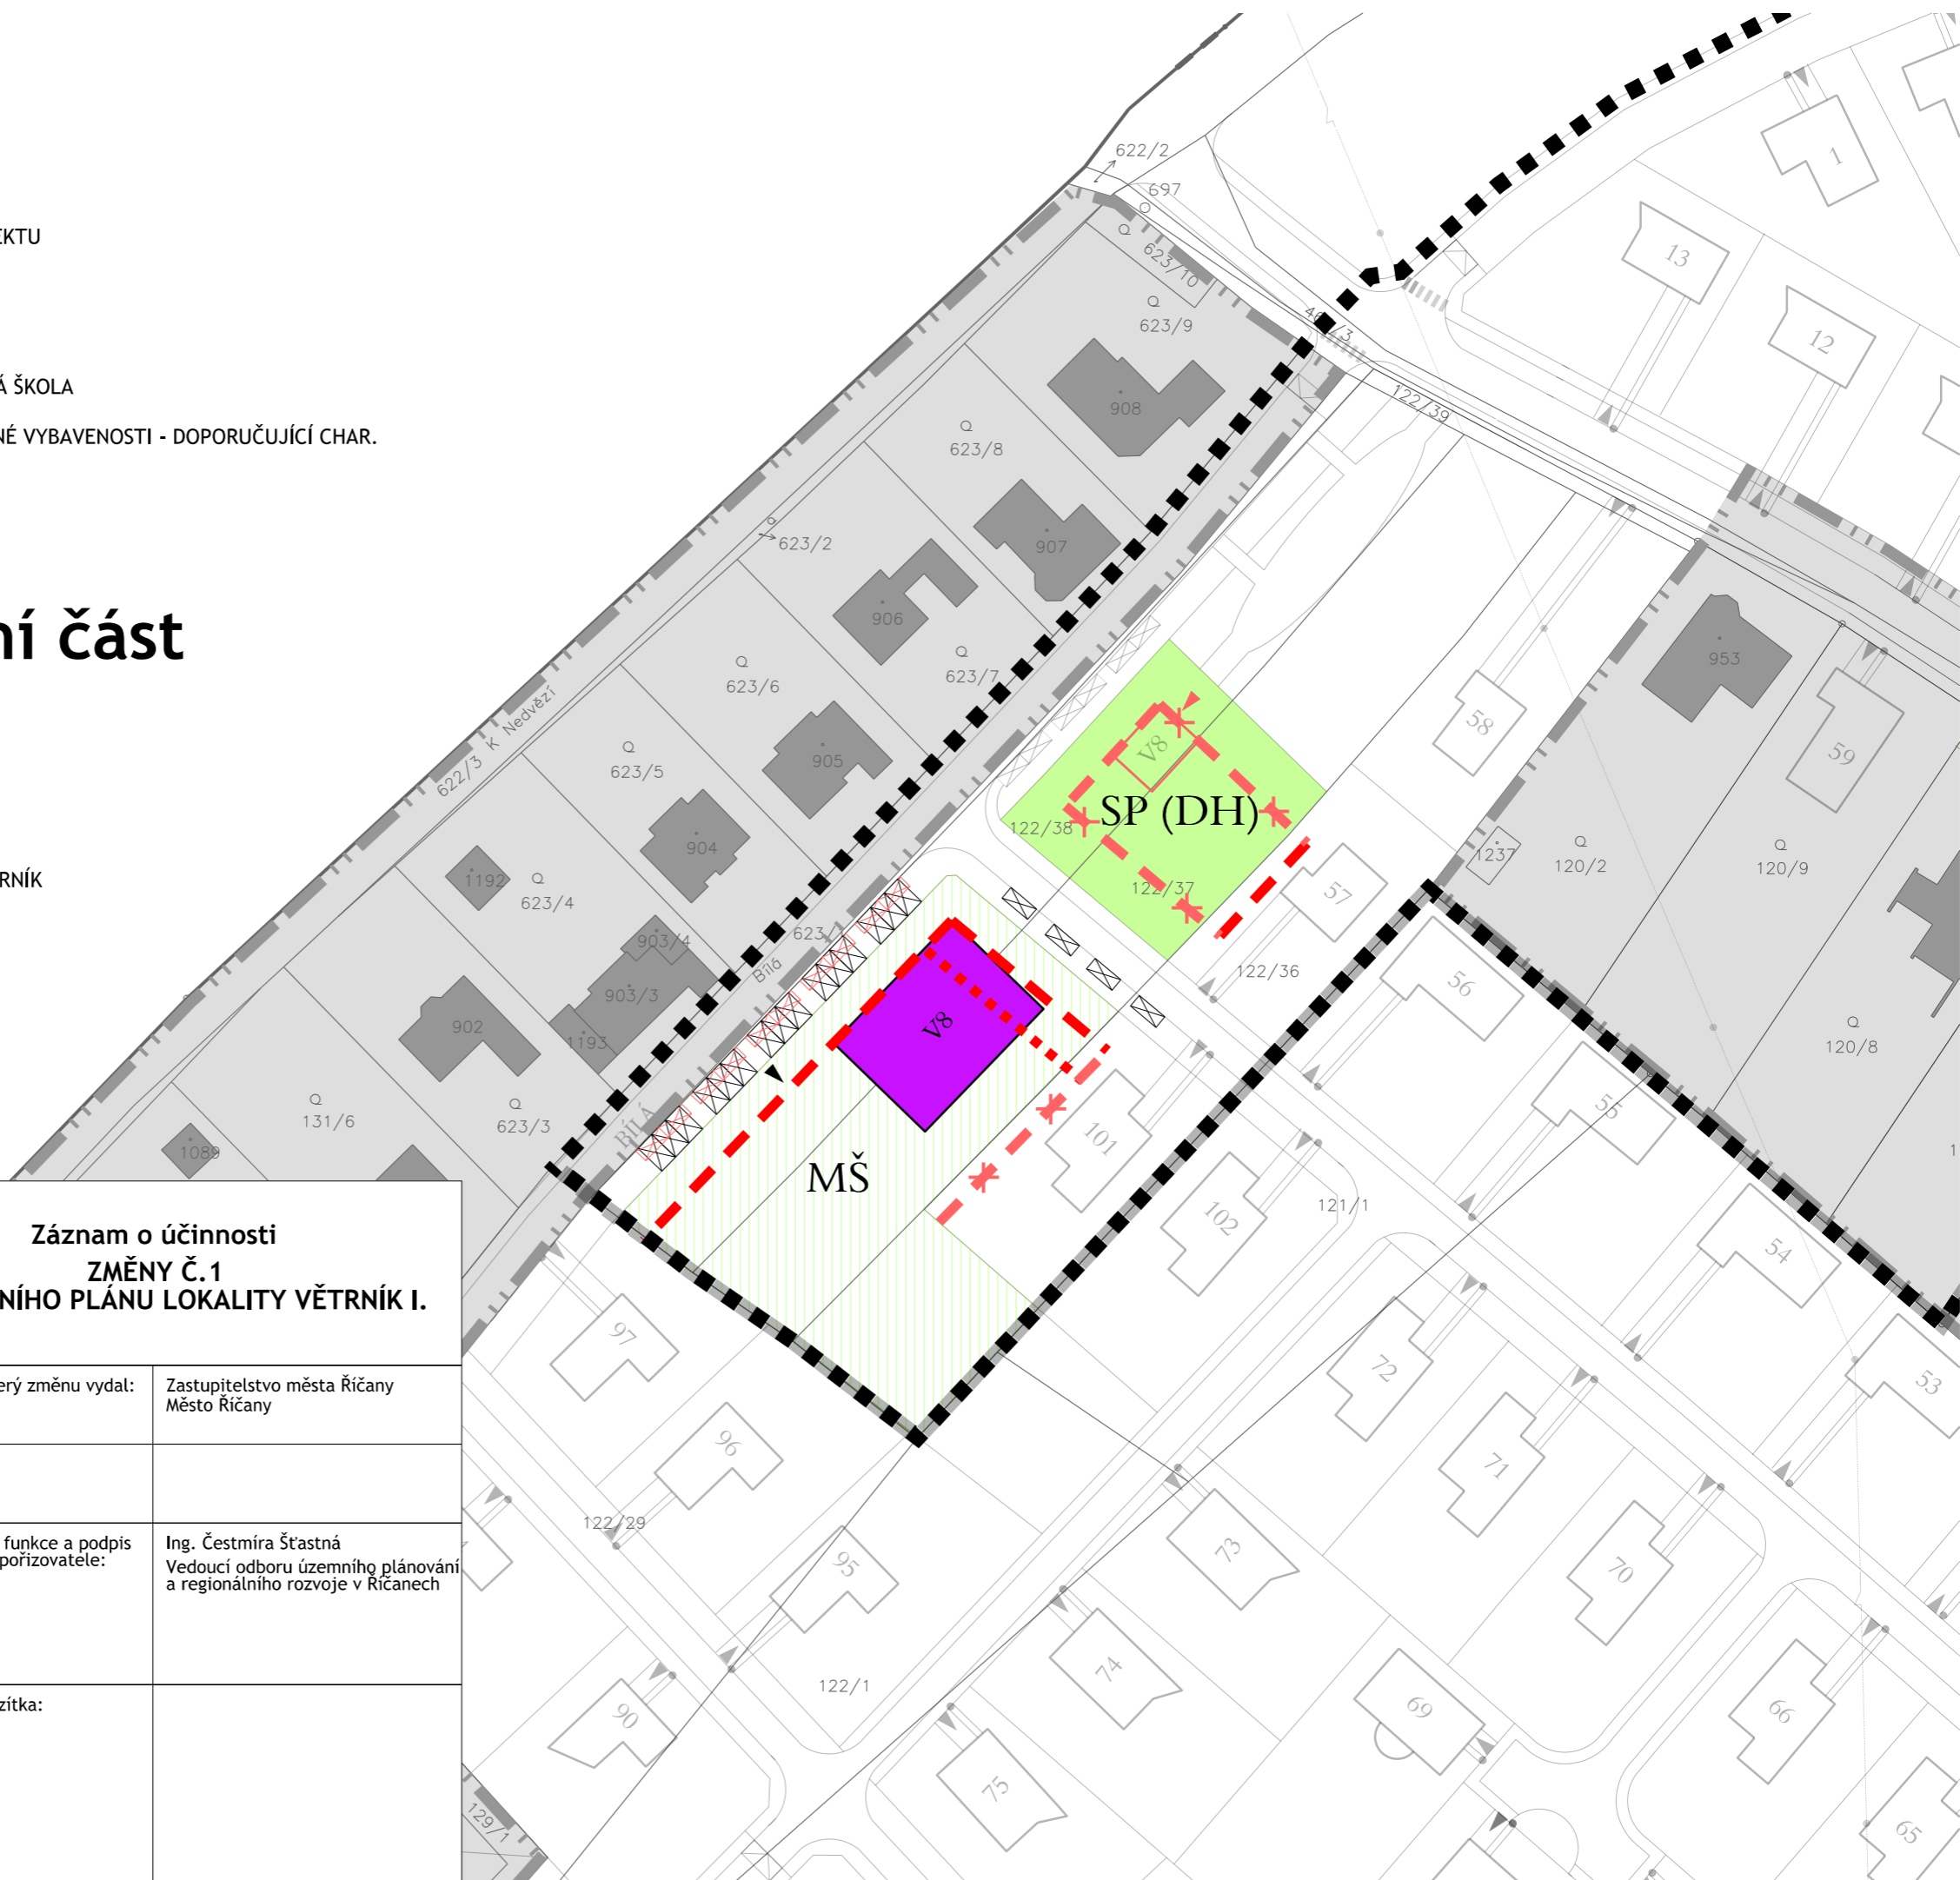 EKTU
Á ŠKOLA
NÉ VYBAVENOSTI - DOPORUČUJÍCÍ CHAR.
ní část
RNÍK
622/2
697
623/10
623/9
908
122/39
1
13
12
623/8
907
623/2
906
623/7
623/6
905
622/3 K Nedvězí
623/5
904
1192
623/4
903/4
623
Bílá
903/3
902
1193
131/6
623/3
1089
BÍLÁ
V8
SP (DH)
122/38
122/37
58
953
59
1237
120/2
120/9
57
122/36
56
120/8
V8
MŠ
101
102
55
121/1
54
53
97
96
72
71
122/29
95
73
70
74
122/1
90
69
66
75
65
129/1
Záznam o účinnosti
ZMĚNY Č.1
NÍHO PLÁNU LOKALITY VĚTRNÍK I.
erý změnu vydal:
Zastupitelstvo města Říčany
Město Říčany
funkce a podpis
pořizovatele:
Ing. Čestmíra Šťastná
Vedoucí odboru územního plánování
a regionálního rozvoje v Říčanech
zítka: